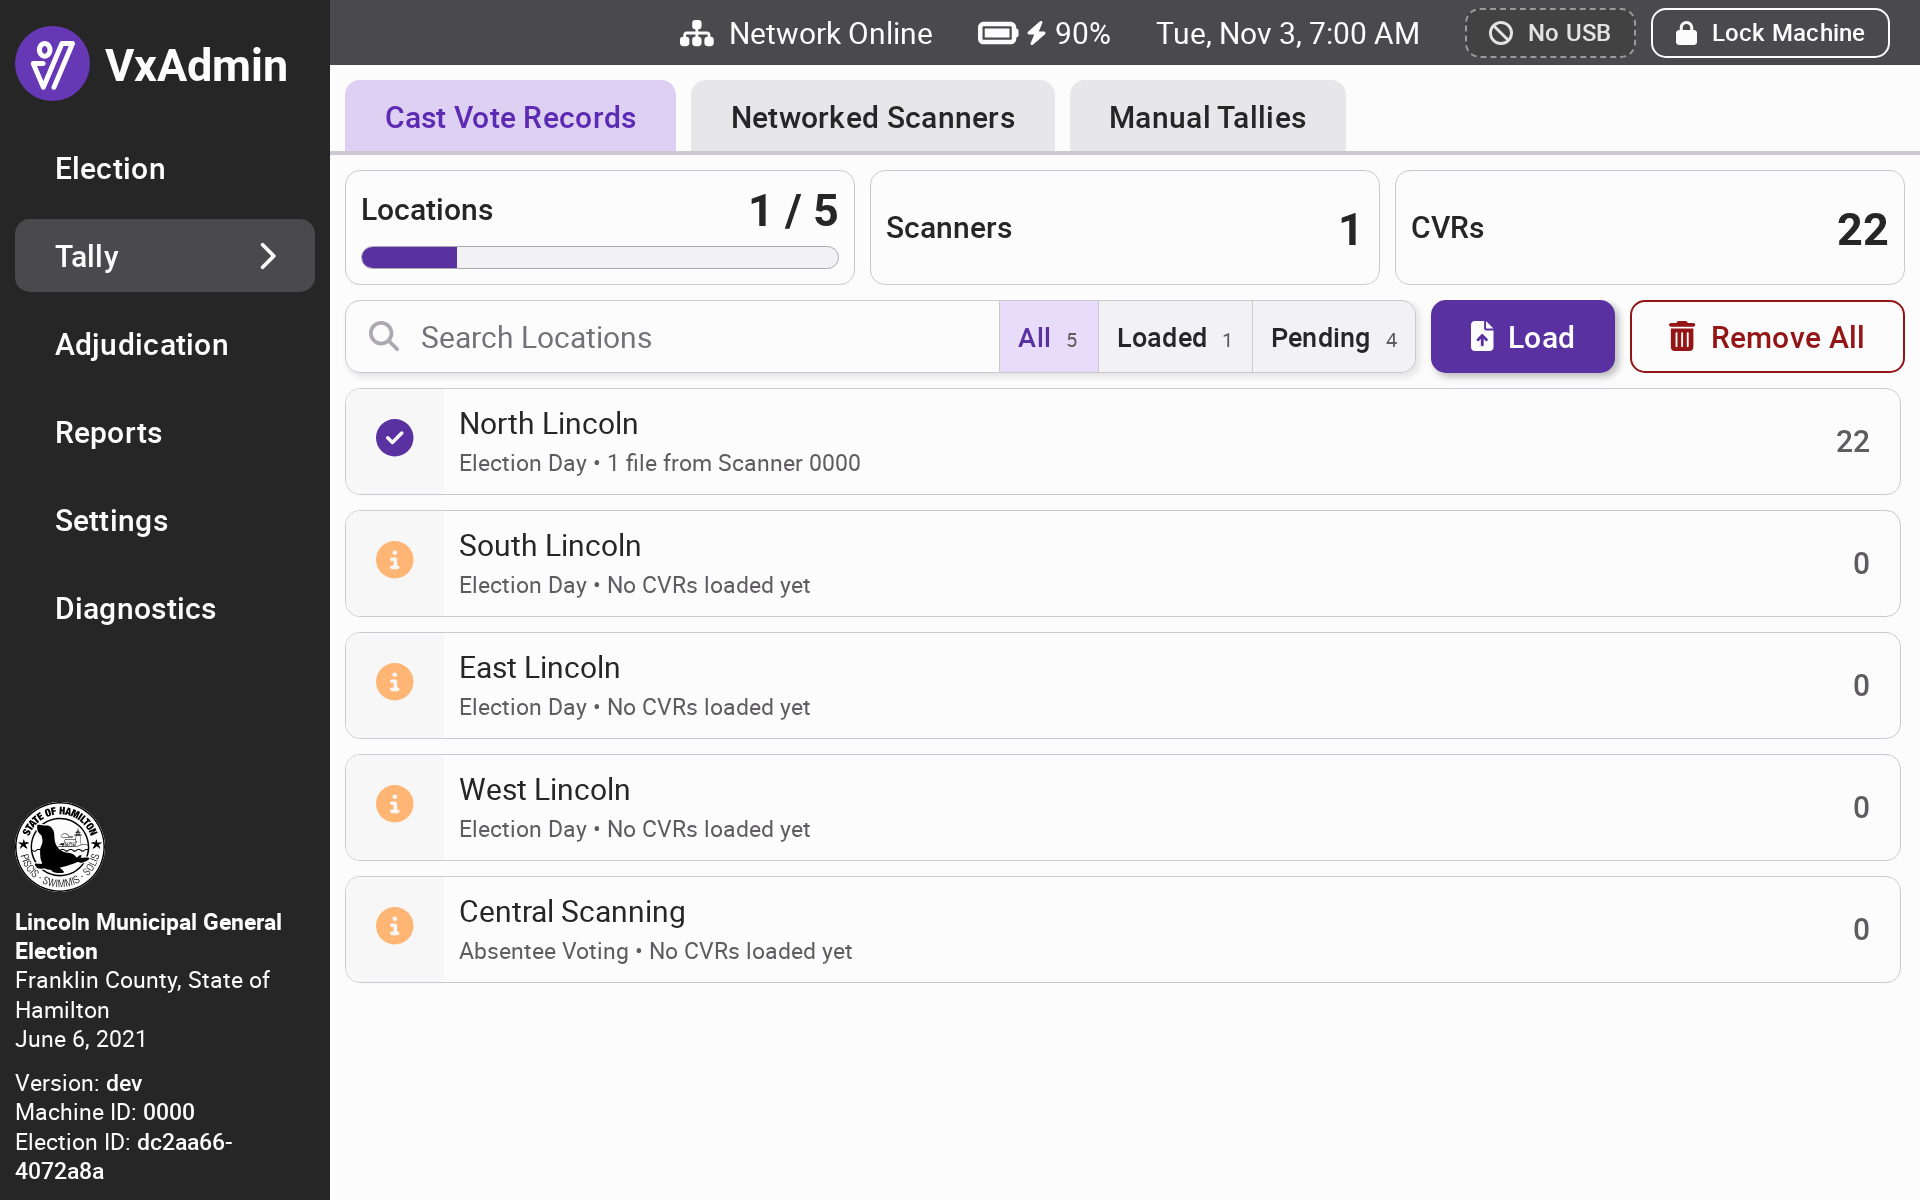 VxAdmin
Network Online
90%
Tue, Nov 3, 7:00 AM
No USB
Lock Machine
Election
Tally
Adjudication
Reports
Settings
Diagnostics
STATE OF HAMILTON
PISCIS · SWIMMIS · SOLIS
Lincoln Municipal General
Election
Franklin County, State of
Hamilton
June 6, 2021
Version: dev
Machine ID: 0000
Election ID: dc2aa66-
4072a8a
Cast Vote Records
Networked Scanners
Manual Tallies
Locations 1 / 5
Scanners 1
CVRs 22
Search Locations
All 5
Loaded 1
Pending 4
Load
Remove All
North Lincoln
Election Day • 1 file from Scanner 0000
22
South Lincoln
Election Day • No CVRs loaded yet
0
East Lincoln
Election Day • No CVRs loaded yet
0
West Lincoln
Election Day • No CVRs loaded yet
0
Central Scanning
Absentee Voting • No CVRs loaded yet
0